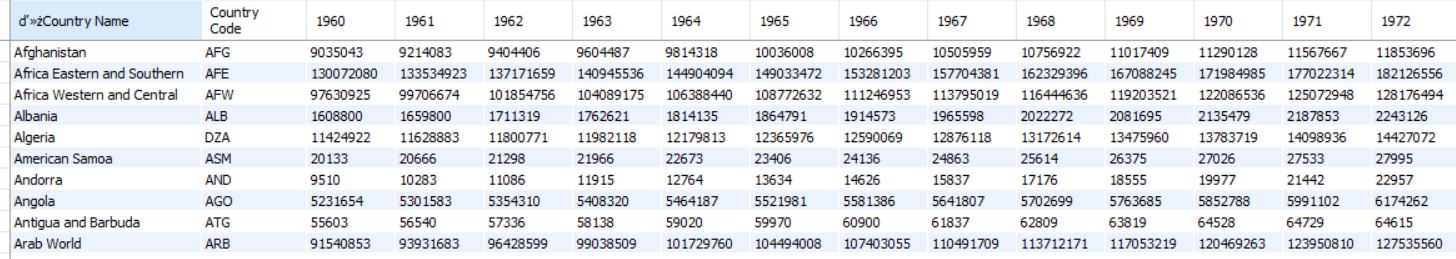 ď'»żCountry Name Country Code 1960 1961 1962 1963 1964 1965 1966 1967 1968 1969 1970 1971 1972
Afghanistan AFG 9035043 9214083 9404406 9604487 9814318 10036008 10266395 10505959 10756922 11017409 11290128 11567667 11853696
Africa Eastern and Southern AFE 130072080 133534923 137171659 140945536 144904094 149033472 153281203 157704381 162329396 167088245 171984985 177022314 182126556
Africa Western and Central AFW 97630925 99706674 101854756 104089175 106388440 108772632 111246953 113795019 116444636 119203521 122086536 125072948 128176494
Albania ALB 1608800 1659800 1711319 1762621 1814135 1864791 1914573 1965598 2022272 2081695 2135479 2187853 2243126
Algeria DZA 11424922 11628883 11800771 11982118 12179813 12365976 12590069 12876118 13172614 13475960 13783719 14098936 14427072
American Samoa ASM 20133 20666 21298 21966 22673 23406 24136 24863 25614 26375 27026 27533 27995
Andorra AND 9510 10283 11086 11915 12764 13634 14626 15837 17176 18555 19977 21442 22957
Angola AGO 5231654 5301583 5354310 5408320 5464187 5521981 5581386 5641807 5702699 5763685 5852788 5991102 6174262
Antigua and Barbuda ATG 55603 56540 57336 58138 59020 59970 60900 61837 62809 63819 64528 64729 64615
Arab World ARB 91540853 93931683 96428599 99038509 101729760 104494008 107403055 110491709 113712171 117053219 120469263 123950810 127535560